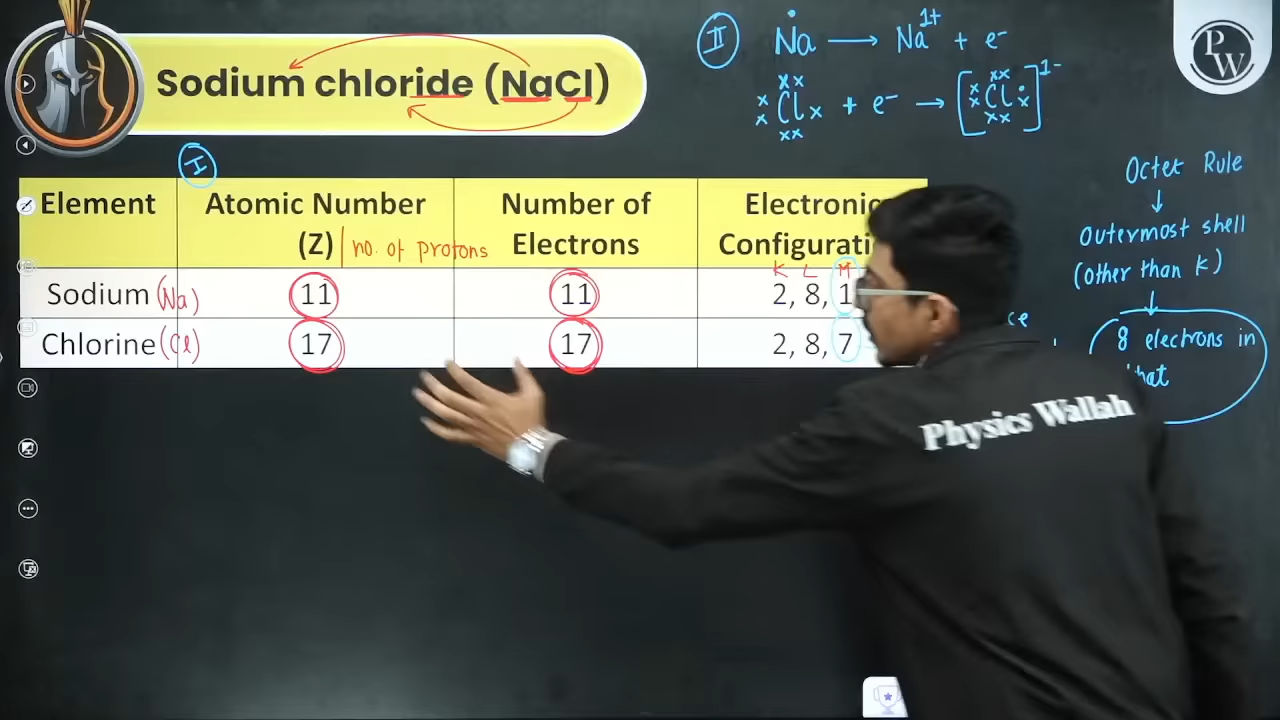 Sodium chloride (NaCl)
II Na → Na¹⁺ + e⁻
Cl + e⁻ → [Cl]¹⁻
PW
I
Element
Atomic Number (Z) | no. of protons
Number of Electrons
Electronic
Configurati
K L M
Sodium (Na) 11 11 2, 8, 1
Chlorine (Cl) 17 17 2, 8, 7
Octet Rule
↓
Outermost shell
(other than K)
↓
8 electrons in
that
Physics Wallah